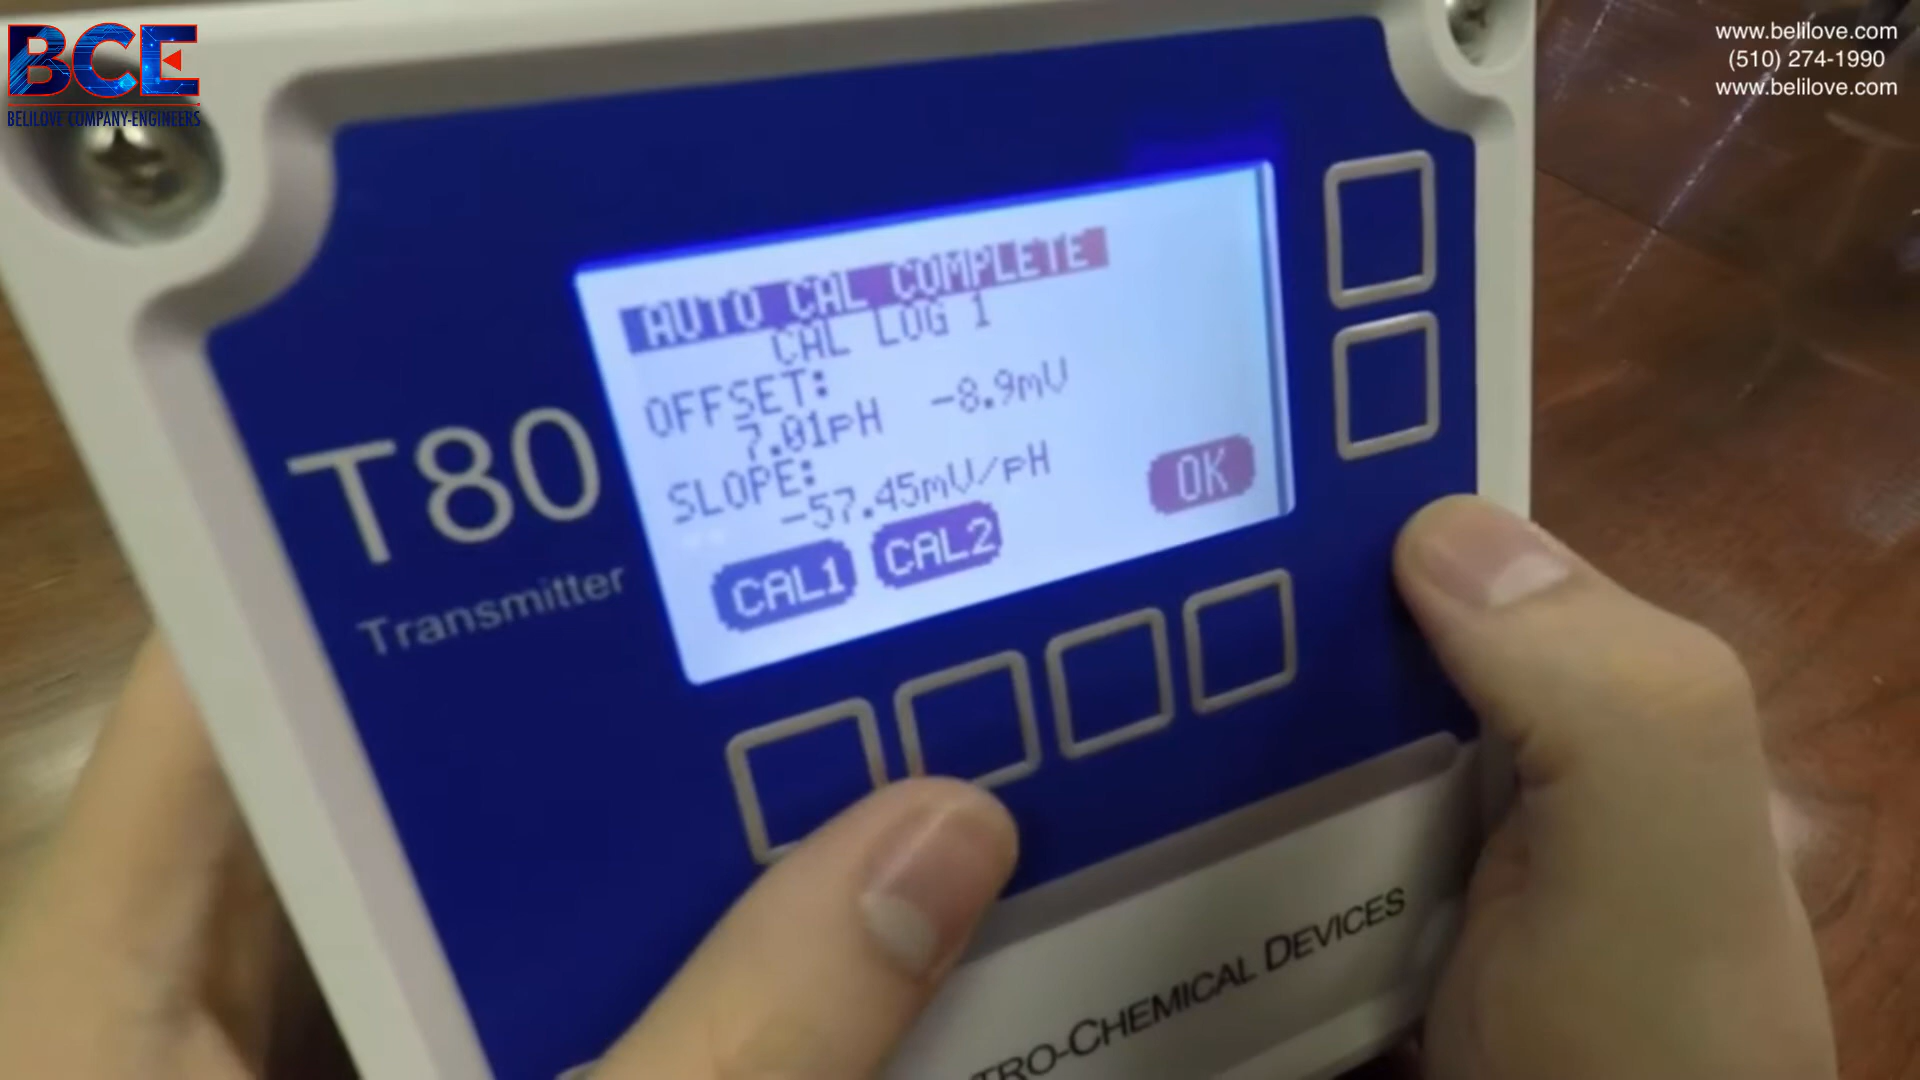 BCE
BELILOVE COMPANY-ENGINEERS
www.belilove.com
(510) 274-1990
www.belilove.com
AUTO CAL COMPLETE
CAL LOG 1
OFFSET:
7.01pH -8.9mV
SLOPE:
-57.45mV/pH
OK
CAL1 CAL2
T80
Transmitter
TRO-CHEMICAL DEVICES